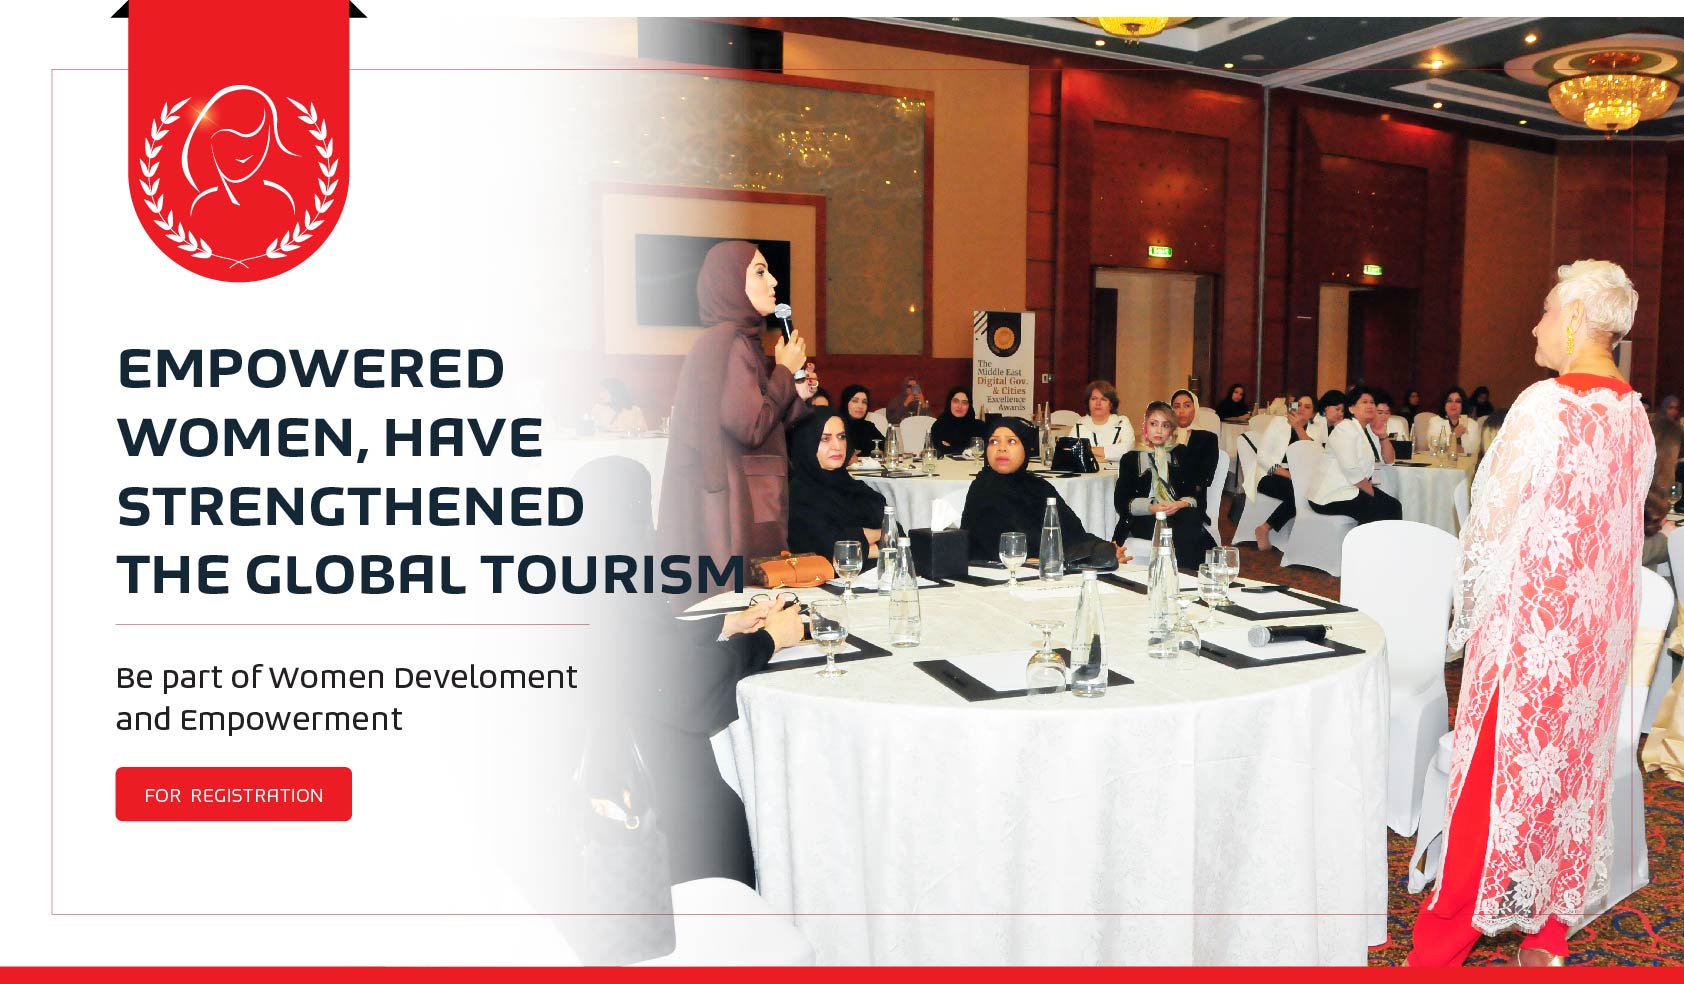 EMPOWERED
WOMEN, HAVE
STRENGTHENED
THE GLOBAL TOURISM
Be part of Women Develoment
and Empowerment
FOR REGISTRATION
The
Middle East
Digital Gov.
& Cities
Excellence
Awards